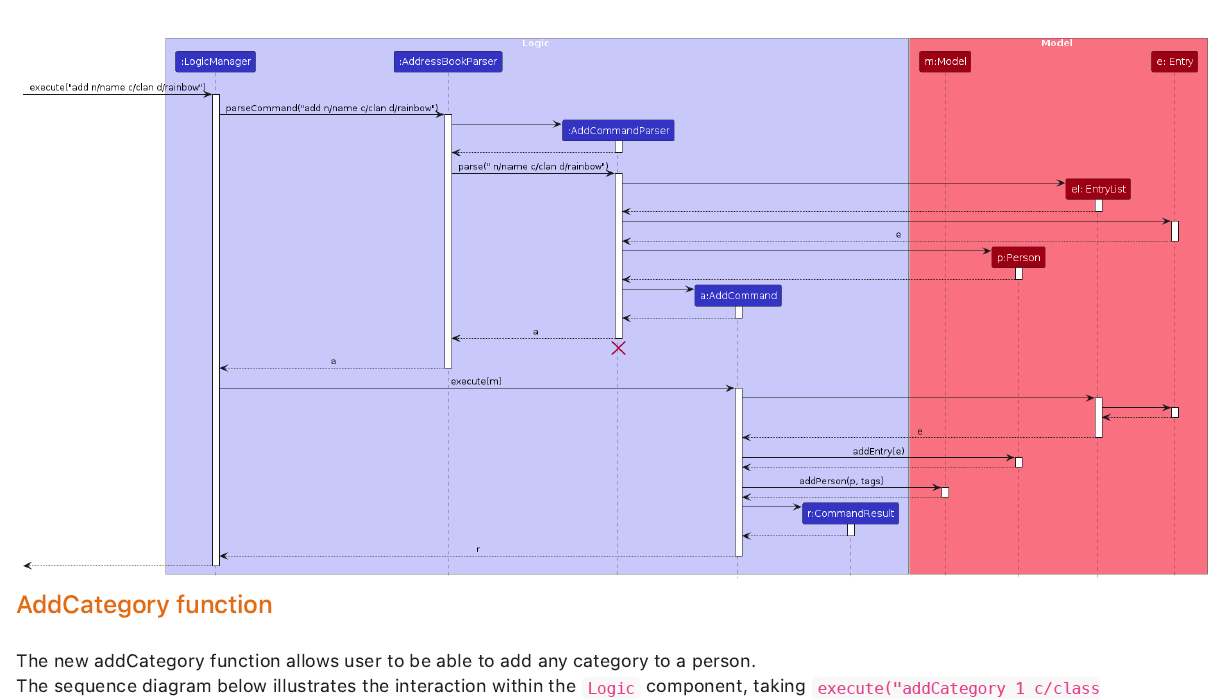 Logic
Model
:LogicManager
:AddressBookParser
m:Model
e: Entry
execute("add n/name c/clan d/rainbow")
parseCommand("add n/name c/clan d/rainbow")
:AddCommandParser
parse(" n/name c/clan d/rainbow")
el: EntryList
e
p:Person
a:AddCommand
a
a
execute(m)
e
addEntry(e)
addPerson(p, tags)
r:CommandResult
r
AddCategory function
The new addCategory function allows user to be able to add any category to a person.
The sequence diagram below illustrates the interaction within the Logic component, taking execute("addCategory 1 c/class